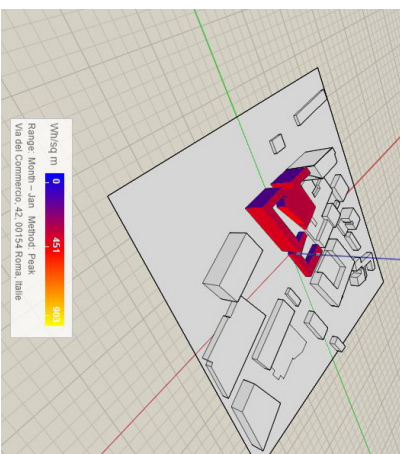 Wh/sq m
0 451 903
Range: Month – Jan Method: Peak
Via del Commercio, 42, 00154 Roma, Italie